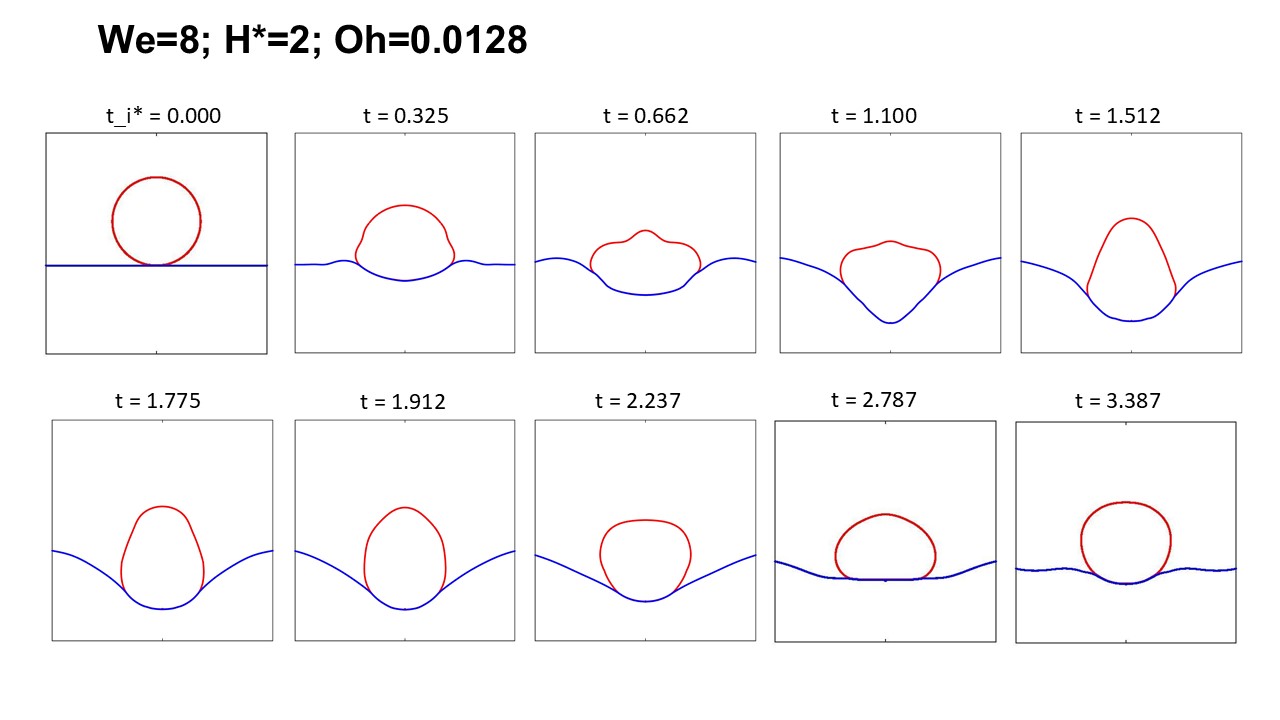 We=8; H*=2; Oh=0.0128
t_i* = 0.000
t = 0.325
t = 0.662
t = 1.100
t = 1.512
t = 1.775
t = 1.912
t = 2.237
t = 2.787
t = 3.387